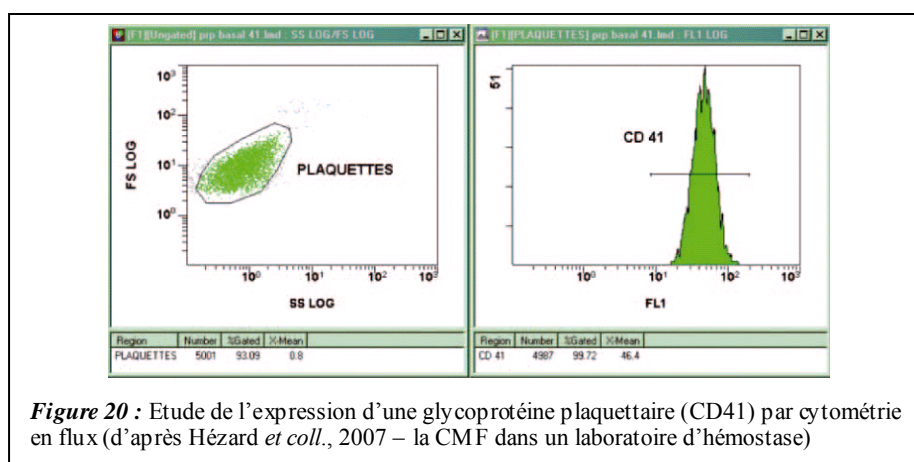 [F1][Ungated] prp basal 41.lmd : SS LOG/FS LOG
FS LOG
10³
10²
10¹
10⁰
PLAQUETTES
10⁰ 10¹ 10² 10³
SS LOG
Region Number %Gated X-Mean
PLAQUETTES 5001 93.09 0.8
[F1][PLAQUETTES] prp basal 41.lmd : FL1 LOG
51
CD 41
10⁰ 10¹ 10² 10³
FL1
Region Number %Gated X-Mean
CD 41 4987 99.72 46.4
Figure 20 : Etude de l’expression d’une glycoprotéine plaquettaire (CD41) par cytométrie
en flux (d’après Hézard et coll., 2007 – la CMF dans un laboratoire d’hémostase)